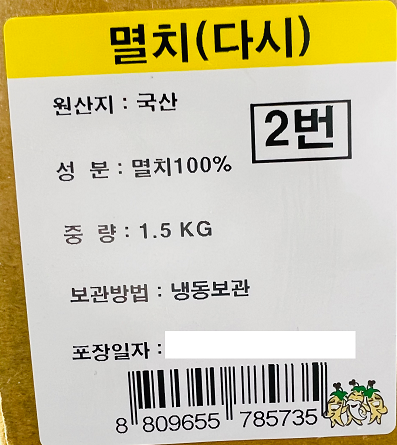 멸치(다시)
원산지 : 국산
2번
성 분 : 멸치100%
중 량 : 1.5 KG
보관방법 : 냉동보관
포장일자 :
8 809655 785735